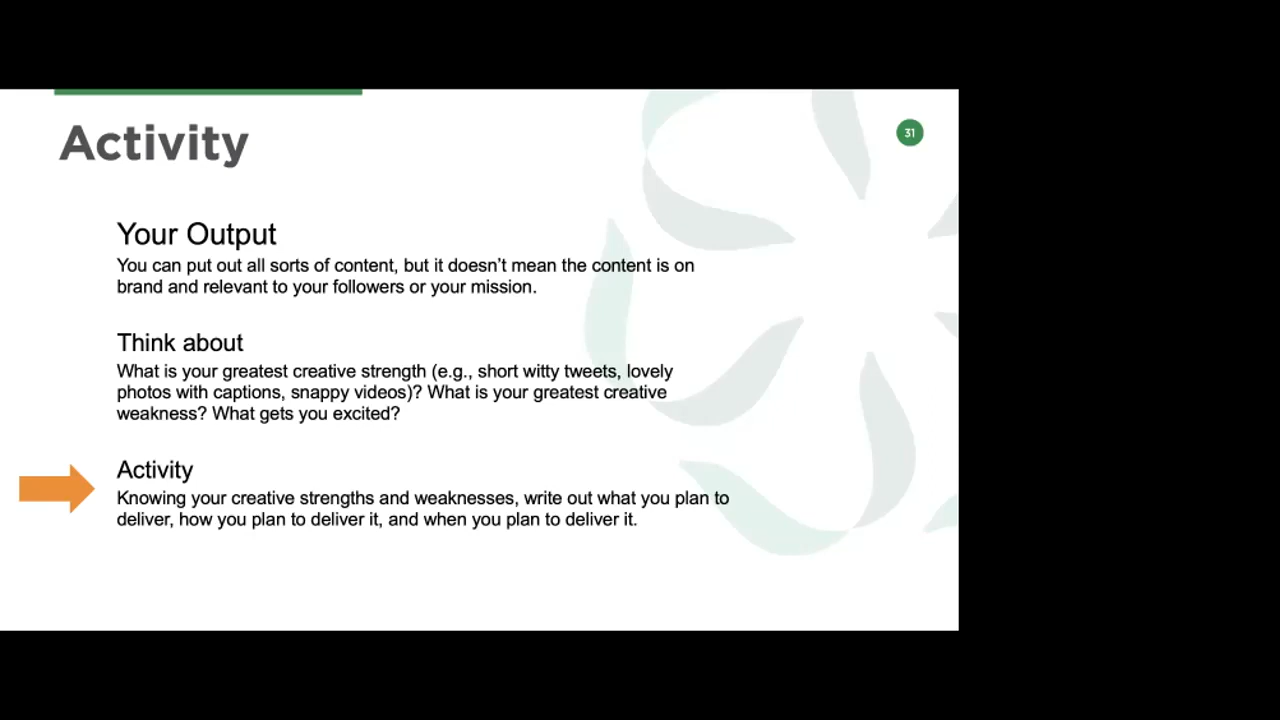 Activity
31
Your Output
You can put out all sorts of content, but it doesn’t mean the content is on
brand and relevant to your followers or your mission.
Think about
What is your greatest creative strength (e.g., short witty tweets, lovely
photos with captions, snappy videos)? What is your greatest creative
weakness? What gets you excited?
Activity
Knowing your creative strengths and weaknesses, write out what you plan to
deliver, how you plan to deliver it, and when you plan to deliver it.